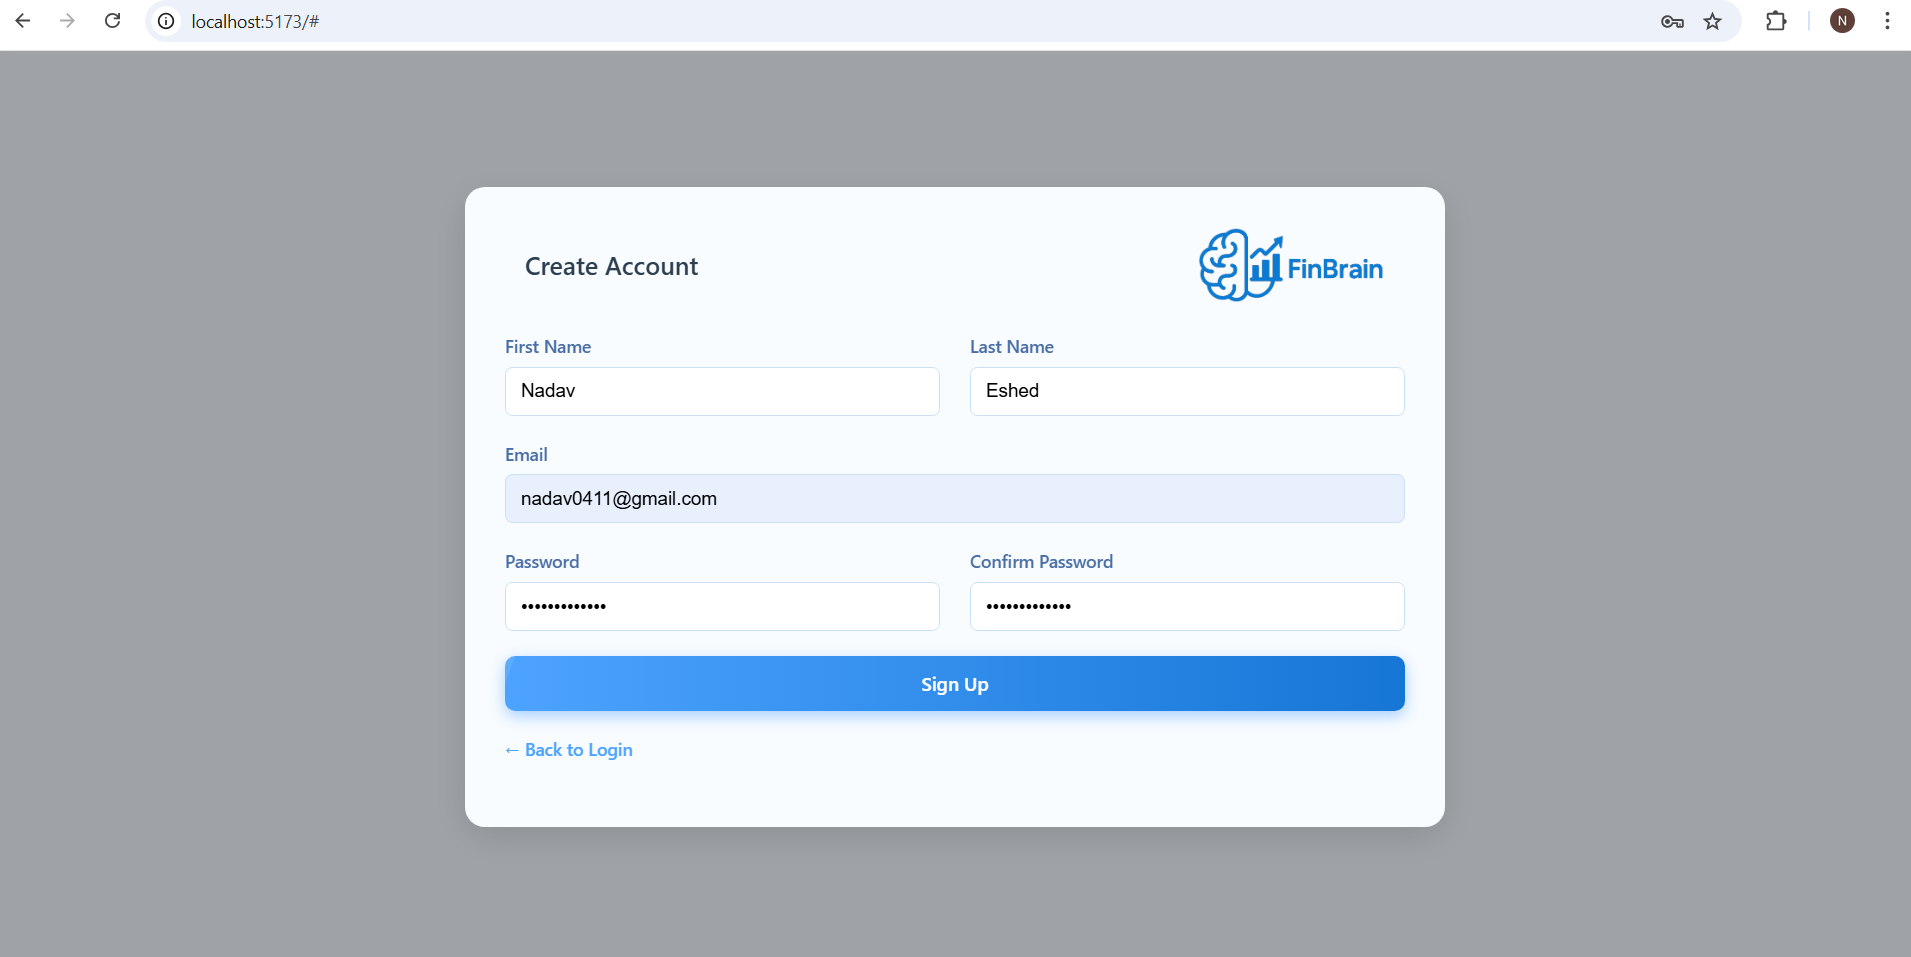 localhost:5173/#
N
Create Account
FinBrain
First Name
Last Name
Nadav
Eshed
Email
nadav0411@gmail.com
Password
Confirm Password
•••••••••••••
•••••••••••••
Sign Up
← Back to Login